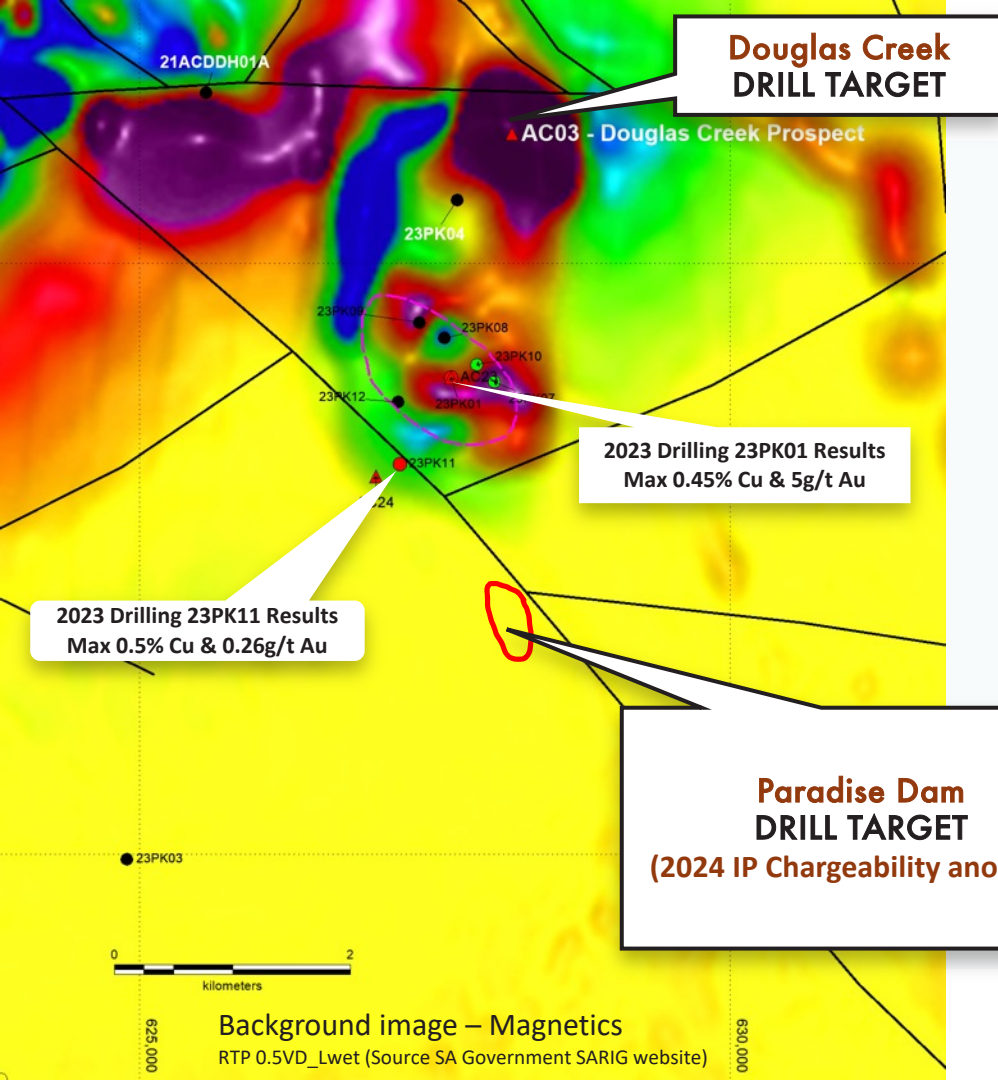 Douglas Creek
DRILL TARGET
21ACDDH01A
AC03 - Douglas Creek Prospect
23PK04
23PK09
23PK08
23PK10
23PK12
23PK01
23PK11
2023 Drilling 23PK01 Results
Max 0.45% Cu & 5g/t Au
2023 Drilling 23PK11 Results
Max 0.5% Cu & 0.26g/t Au
Paradise Dam
DRILL TARGET
(2024 IP Chargeability
23PK03
0 2
kilometers
625,000
630,000
Background image – Magnetics
RTP 0.5VD_Lwet (Source SA Government SARIG website)